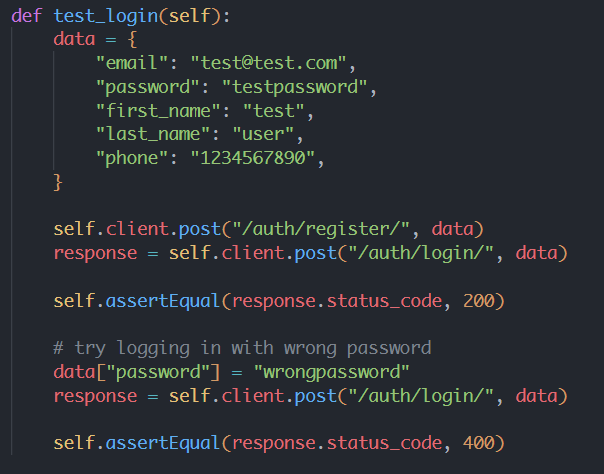 def test_login(self):
    data = {
        "email": "test@test.com",
        "password": "testpassword",
        "first_name": "test",
        "last_name": "user",
        "phone": "1234567890",
    }
    self.client.post("/auth/register/", data)
    response = self.client.post("/auth/login/", data)
    self.assertEqual(response.status_code, 200)
    # try logging in with wrong password
    data["password"] = "wrongpassword"
    response = self.client.post("/auth/login/", data)
    self.assertEqual(response.status_code, 400)